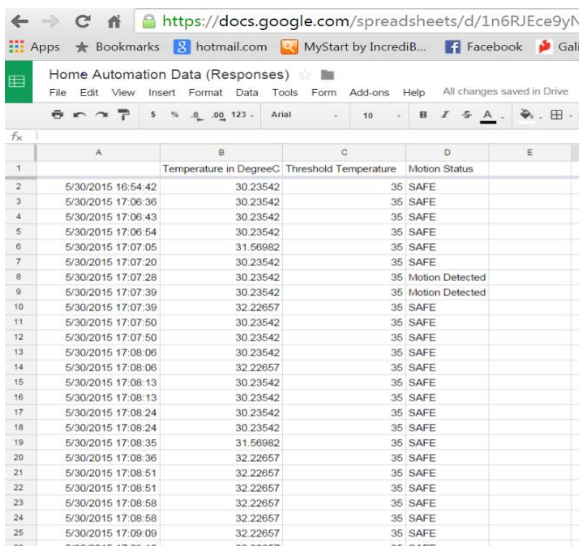 https://docs.google.com/spreadsheets/d/1n6RJEce9yN
Apps Bookmarks hotmail.com MyStart by IncrediB... Facebook Gali
Home Automation Data (Responses)
File Edit View Insert Format Data Tools Form Add-ons Help All changes saved in Drive
$ % .0 .00 123 Arial 10 B I S A
fx
A B C D E
1 Temperature in DegreeC Threshold Temperature Motion Status
2 5/30/2015 16:54:42 30.23542 35 SAFE
3 5/30/2015 17:06:36 30.23542 35 SAFE
4 5/30/2015 17:06:43 30.23542 35 SAFE
5 5/30/2015 17:06:54 30.23542 35 SAFE
6 5/30/2015 17:07:05 31.56982 35 SAFE
7 5/30/2015 17:07:20 30.23542 35 SAFE
8 5/30/2015 17:07:28 30.23542 35 Motion Detected
9 5/30/2015 17:07:39 30.23542 35 Motion Detected
10 5/30/2015 17:07:39 32.22657 35 SAFE
11 5/30/2015 17:07:50 30.23542 35 SAFE
12 5/30/2015 17:07:50 30.23542 35 SAFE
13 5/30/2015 17:08:06 30.23542 35 SAFE
14 5/30/2015 17:08:06 32.22657 35 SAFE
15 5/30/2015 17:08:13 30.23542 35 SAFE
16 5/30/2015 17:08:13 30.23542 35 SAFE
17 5/30/2015 17:08:24 30.23542 35 SAFE
18 5/30/2015 17:08:24 30.23542 35 SAFE
19 5/30/2015 17:08:35 31.56982 35 SAFE
20 5/30/2015 17:08:36 32.22657 35 SAFE
21 5/30/2015 17:08:51 32.22657 35 SAFE
22 5/30/2015 17:08:51 32.22657 35 SAFE
23 5/30/2015 17:08:58 32.22657 35 SAFE
24 5/30/2015 17:08:58 32.22657 35 SAFE
25 5/30/2015 17:09:09 32.22657 35 SAFE